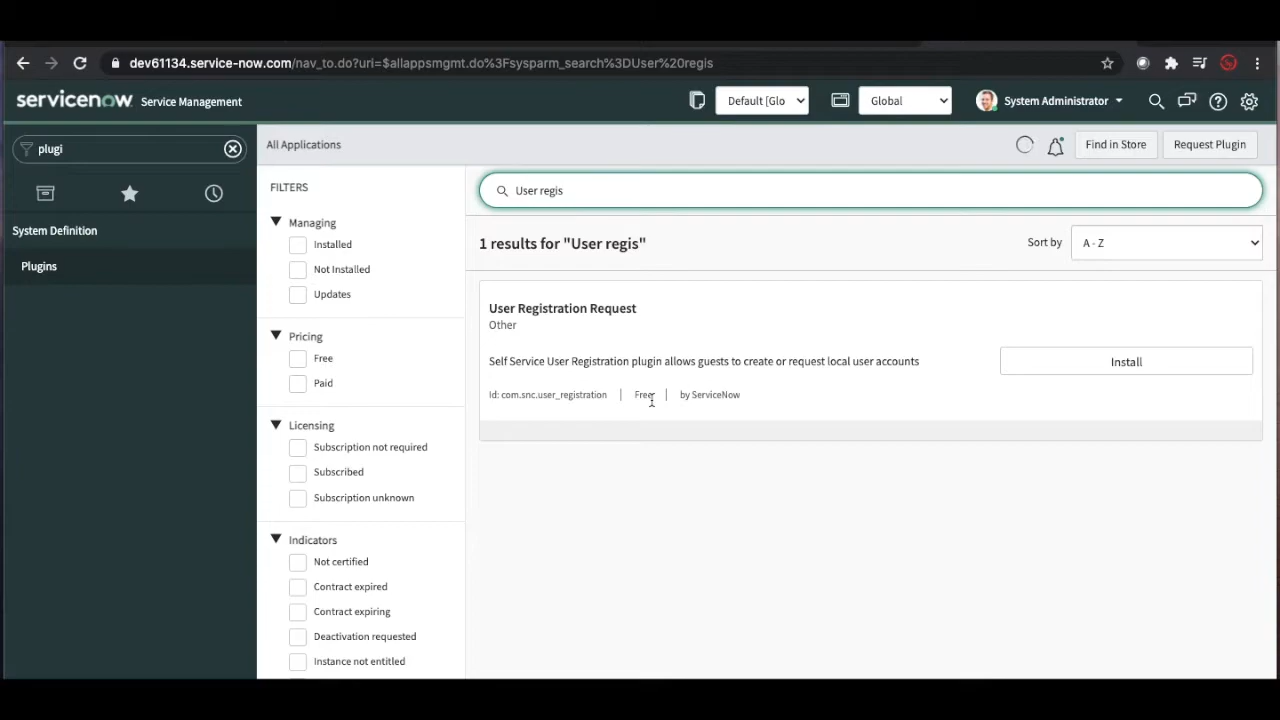 dev61134.service-now.com/nav_to.do?uri=$allappsmgmt.do%3Fsysparm_search%3DUser%20regis
servicenow Service Management
Default [Glo
Global
System Administrator
plugi
All Applications
Find in Store
Request Plugin
System Definition
Plugins
FILTERS
Managing
Installed
Not Installed
Updates
Pricing
Free
Paid
Licensing
Subscription not required
Subscribed
Subscription unknown
Indicators
Not certified
Contract expired
Contract expiring
Deactivation requested
Instance not entitled
User regis
1 results for "User regis"
Sort by A - Z
User Registration Request
Other
Self Service User Registration plugin allows guests to create or request local user accounts
Install
Id: com.snc.user_registration | Free | by ServiceNow